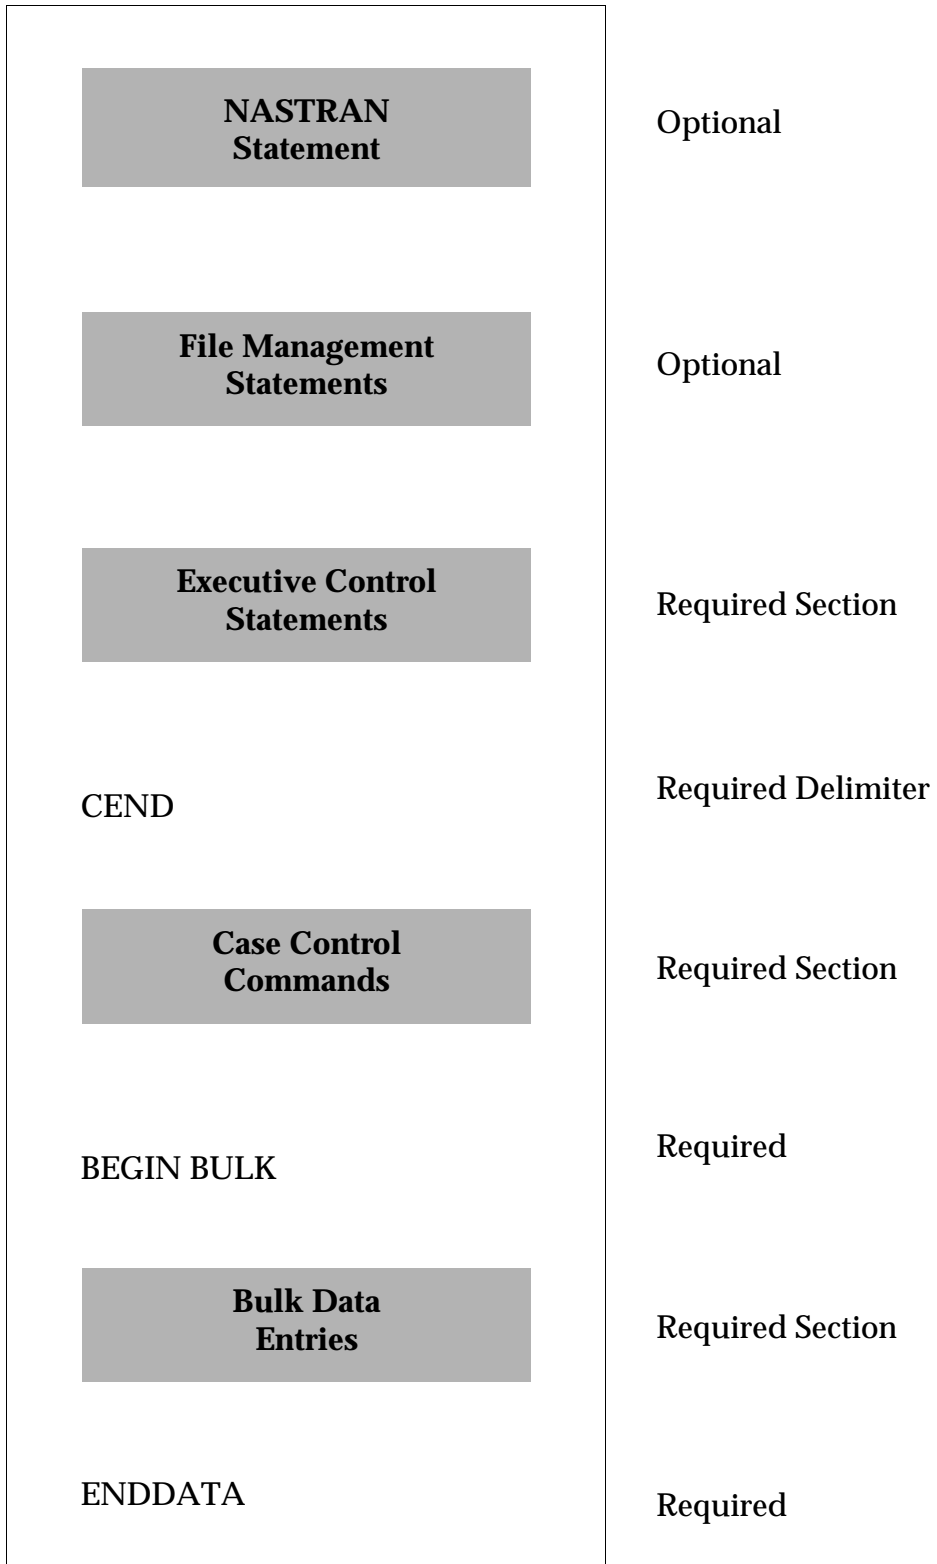 NASTRAN
Statement
Optional
File Management
Statements
Optional
Executive Control
Statements
Required Section
CEND
Required Delimiter
Case Control
Commands
Required Section
BEGIN BULK
Required
Bulk Data
Entries
Required Section
ENDDATA
Required